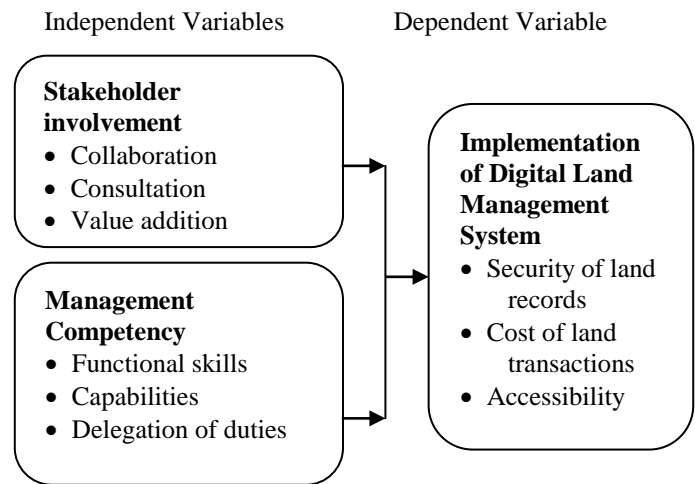 Independent Variables
Dependent Variable
Stakeholder
involvement
• Collaboration
• Consultation
• Value addition
Management
Competency
• Functional skills
• Capabilities
• Delegation of duties
Implementation
of Digital Land
Management
System
• Security of land
records
• Cost of land
transactions
• Accessibility